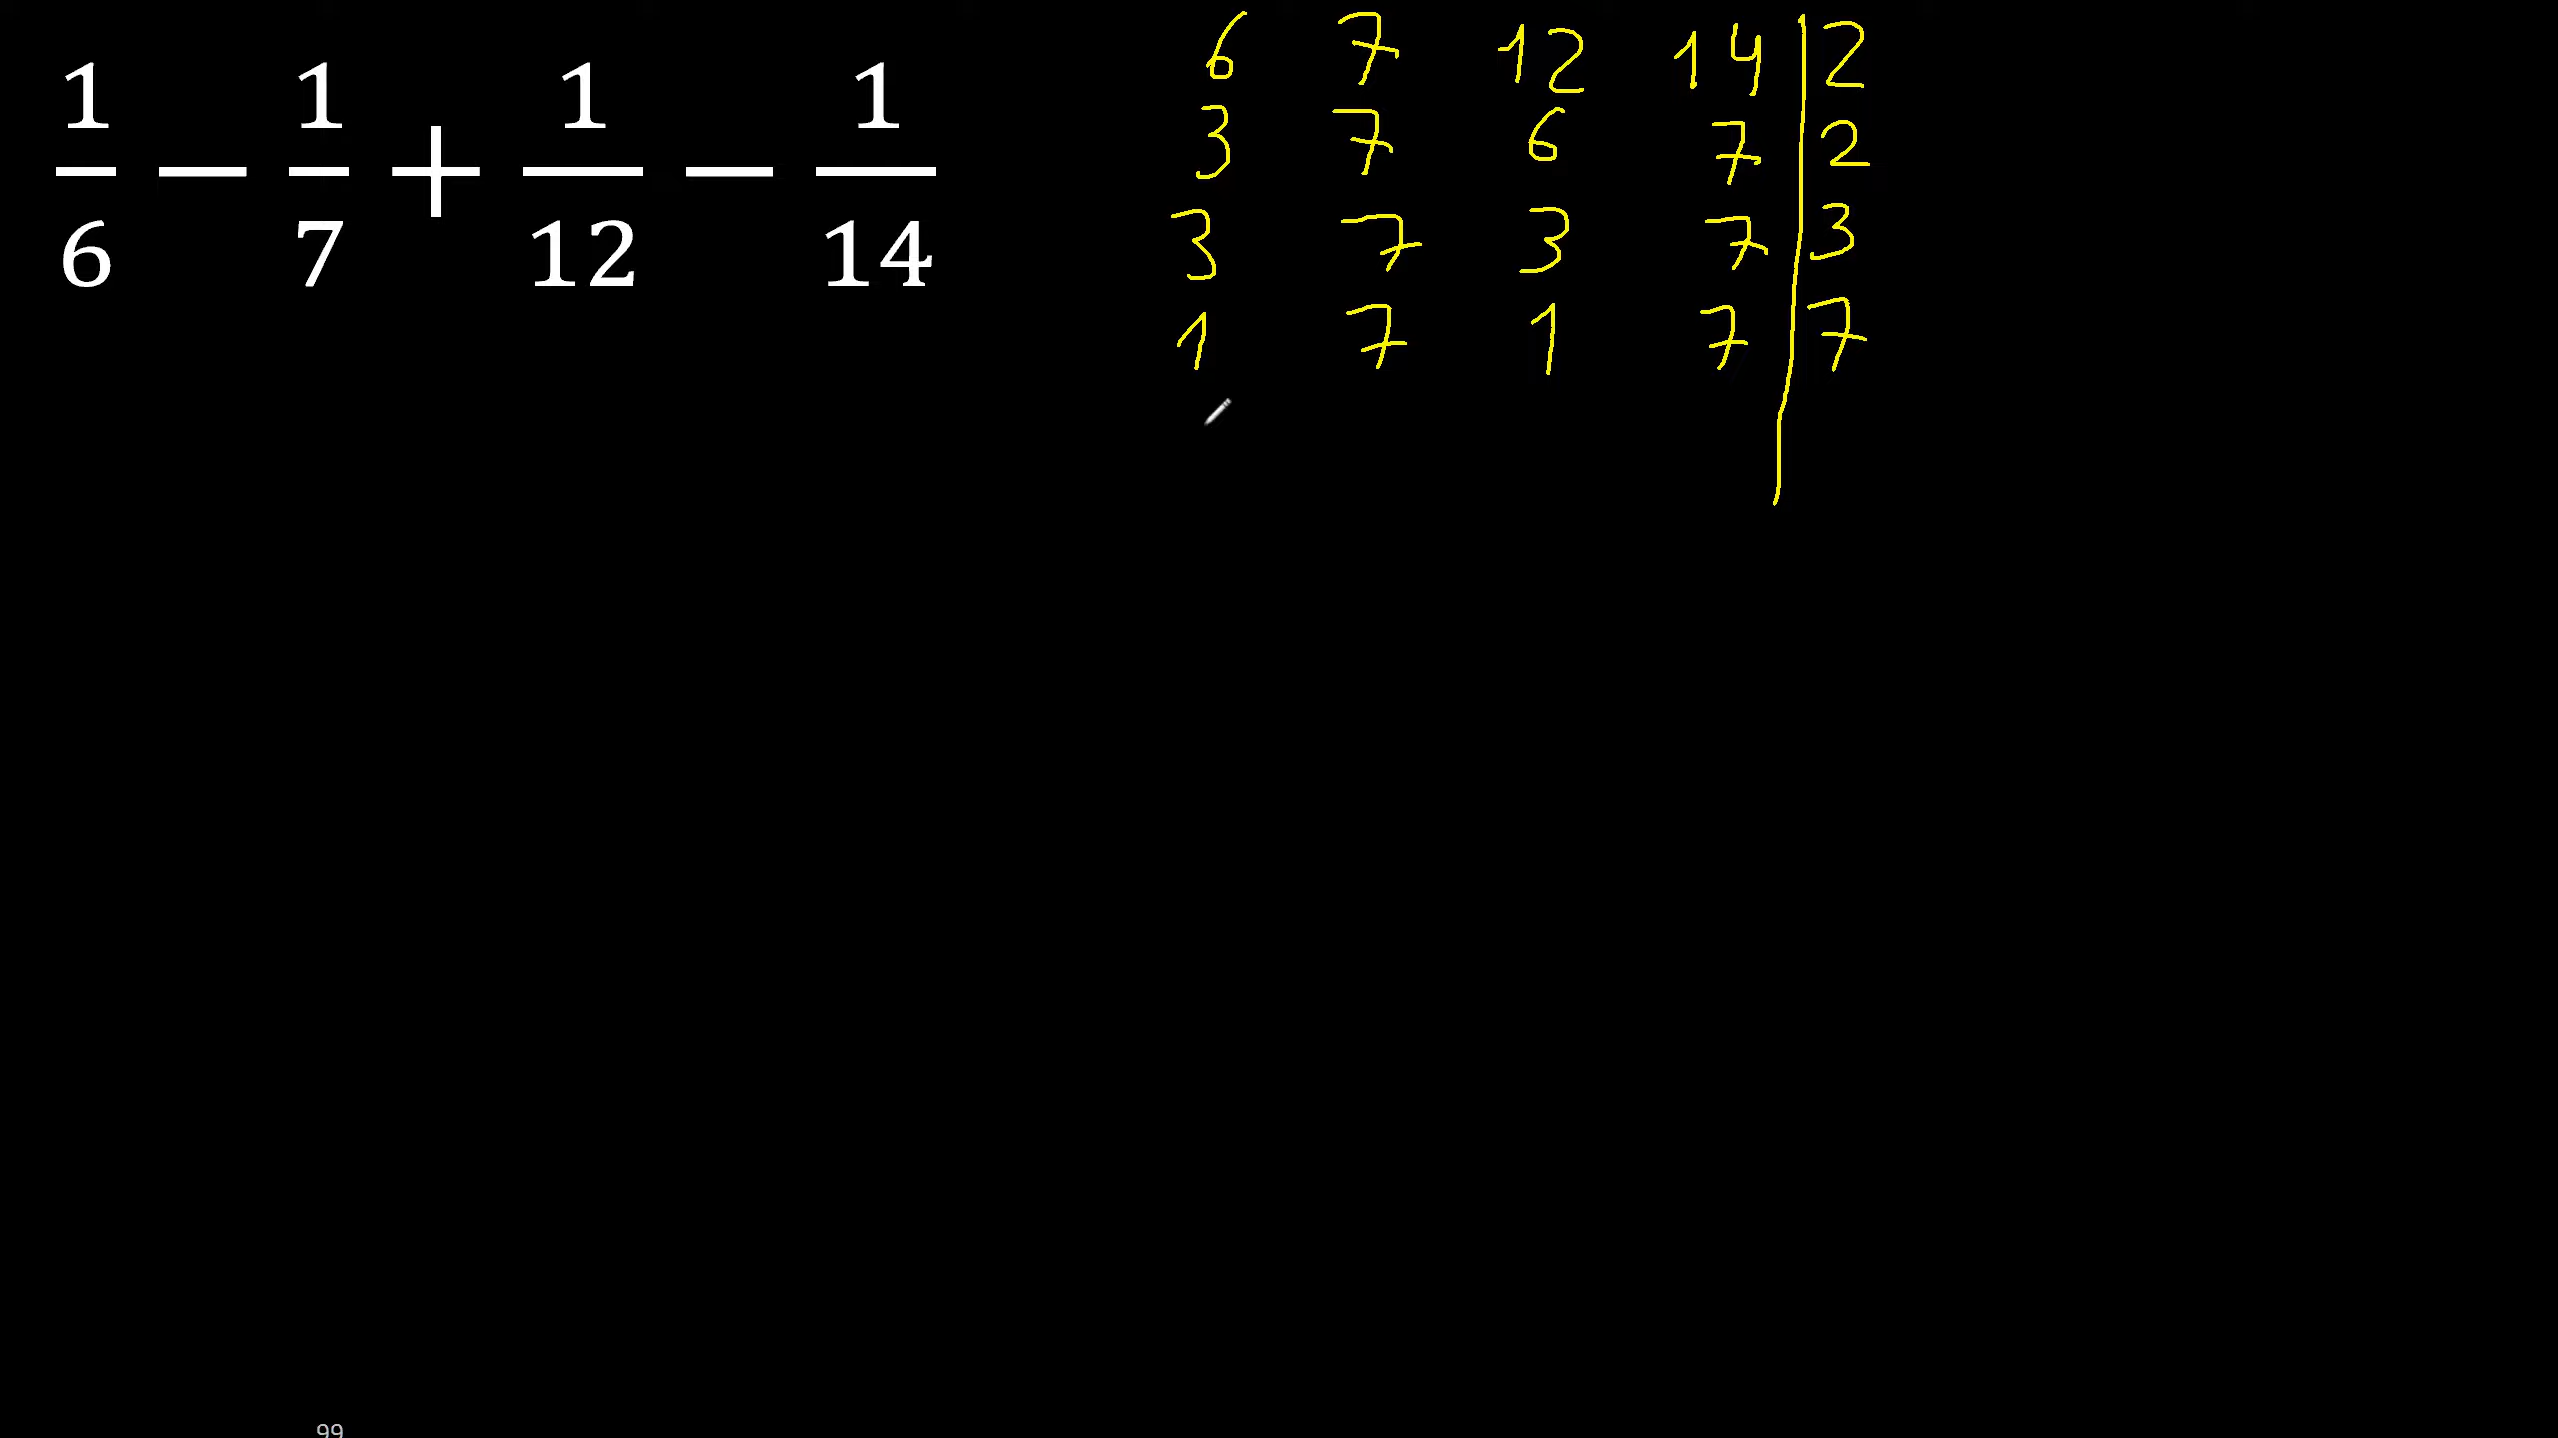 1/6 − 1/7 + 1/12 − 1/14
6 7 12 14 | 2
3 7 6 7 | 2
3 7 3 7 | 3
1 7 1 7 | 7
99